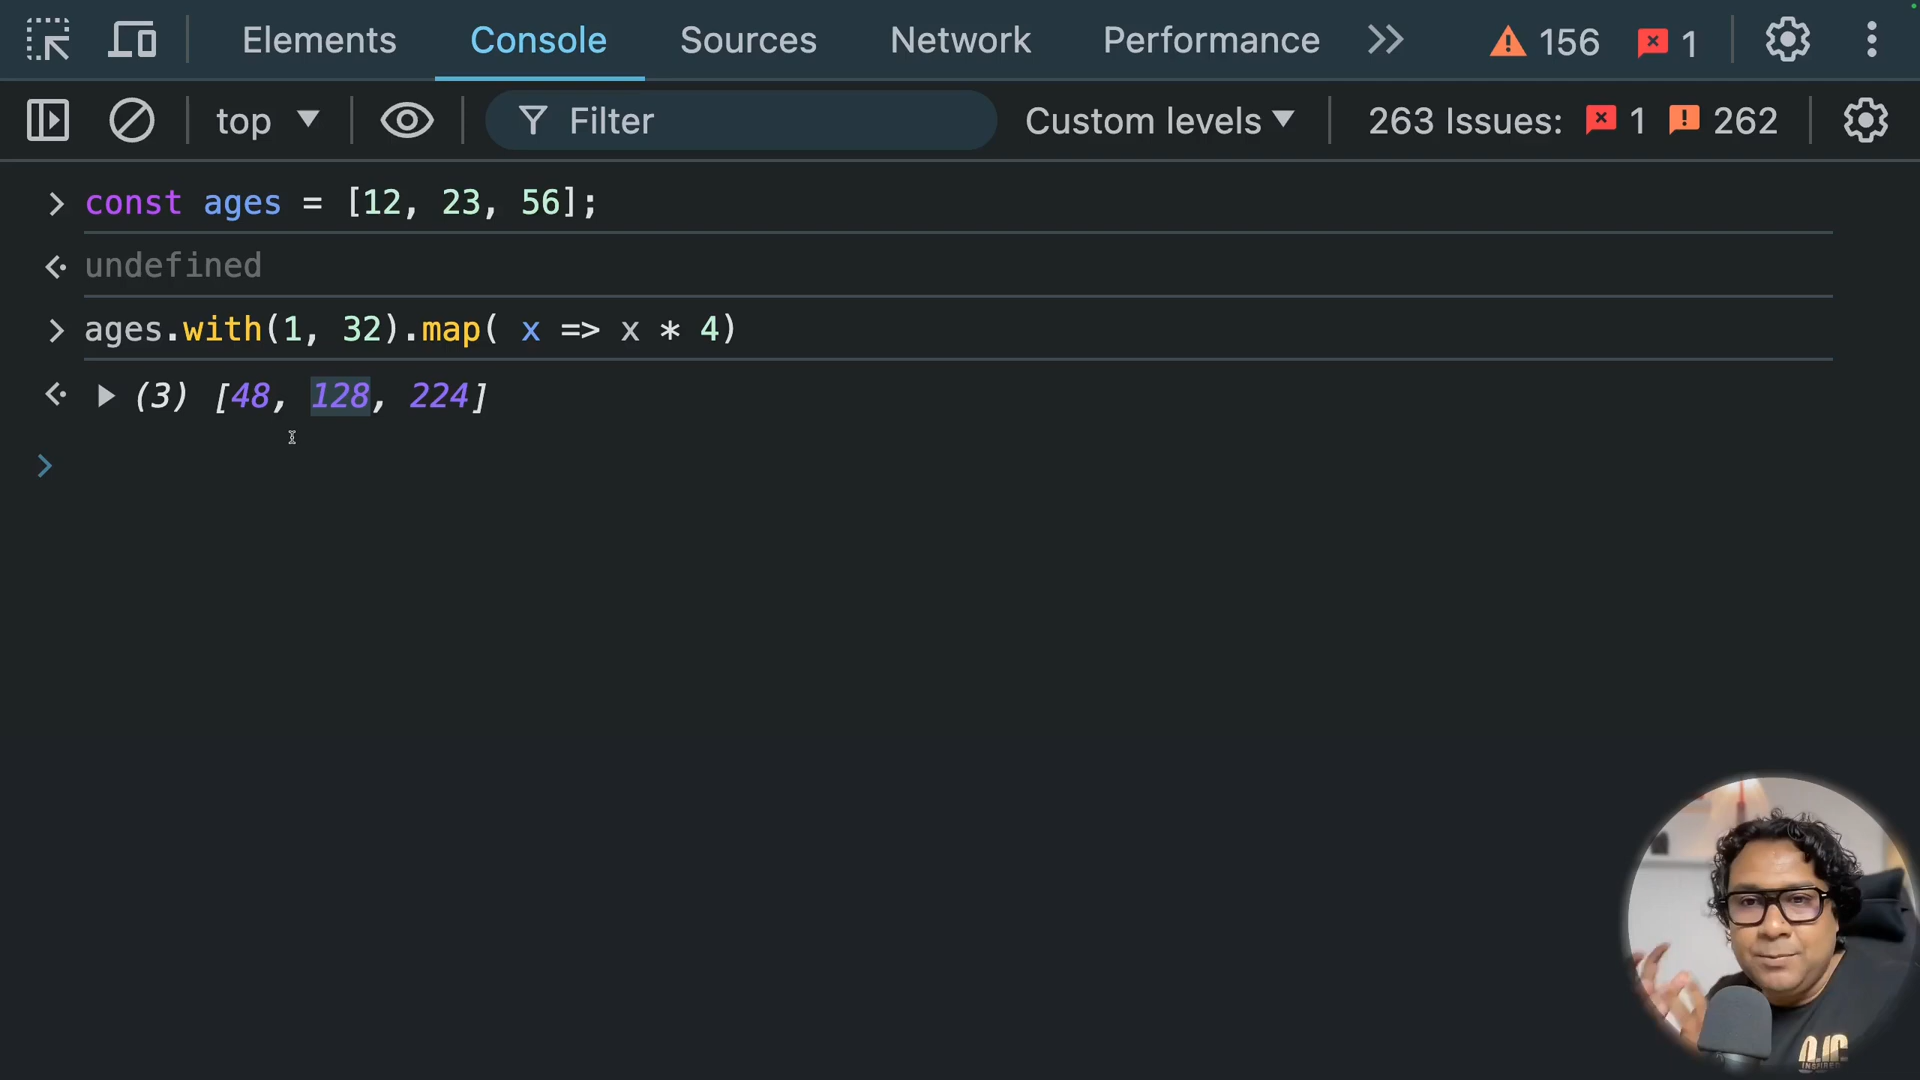 Elements Console Sources Network Performance 156 1
top Filter Custom levels 263 Issues: 1 262
const ages = [12, 23, 56];
undefined
ages.with(1, 32).map( x => x * 4)
(3) [48, 128, 224]